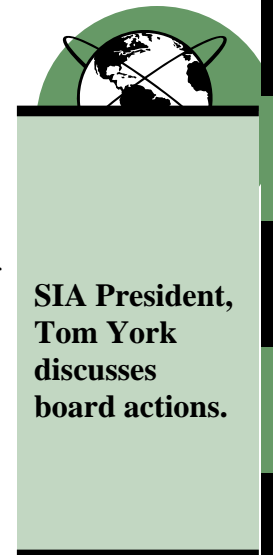 SIA President,
Tom York
discusses
board actions.